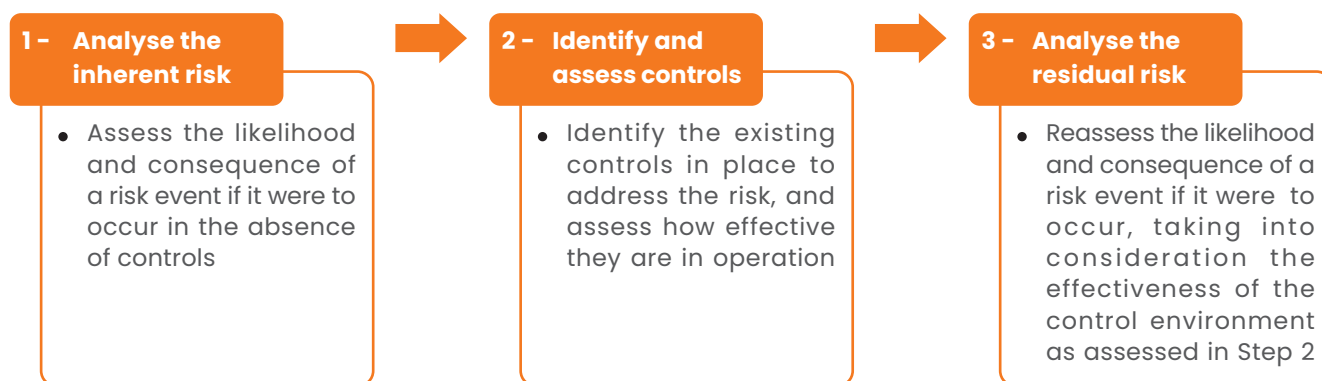 1 - Analyse the
inherent risk
• Assess the likelihood
and consequence of
a risk event if it were to
occur in the absence
of controls
2 - Identify and
assess controls
• Identify the existing
controls in place to
address the risk, and
assess how effective
they are in operation
3 - Analyse the
residual risk
• Reassess the likelihood
and consequence of a
risk event if it were to
occur, taking into
consideration the
effectiveness of the
control environment
as assessed in Step 2